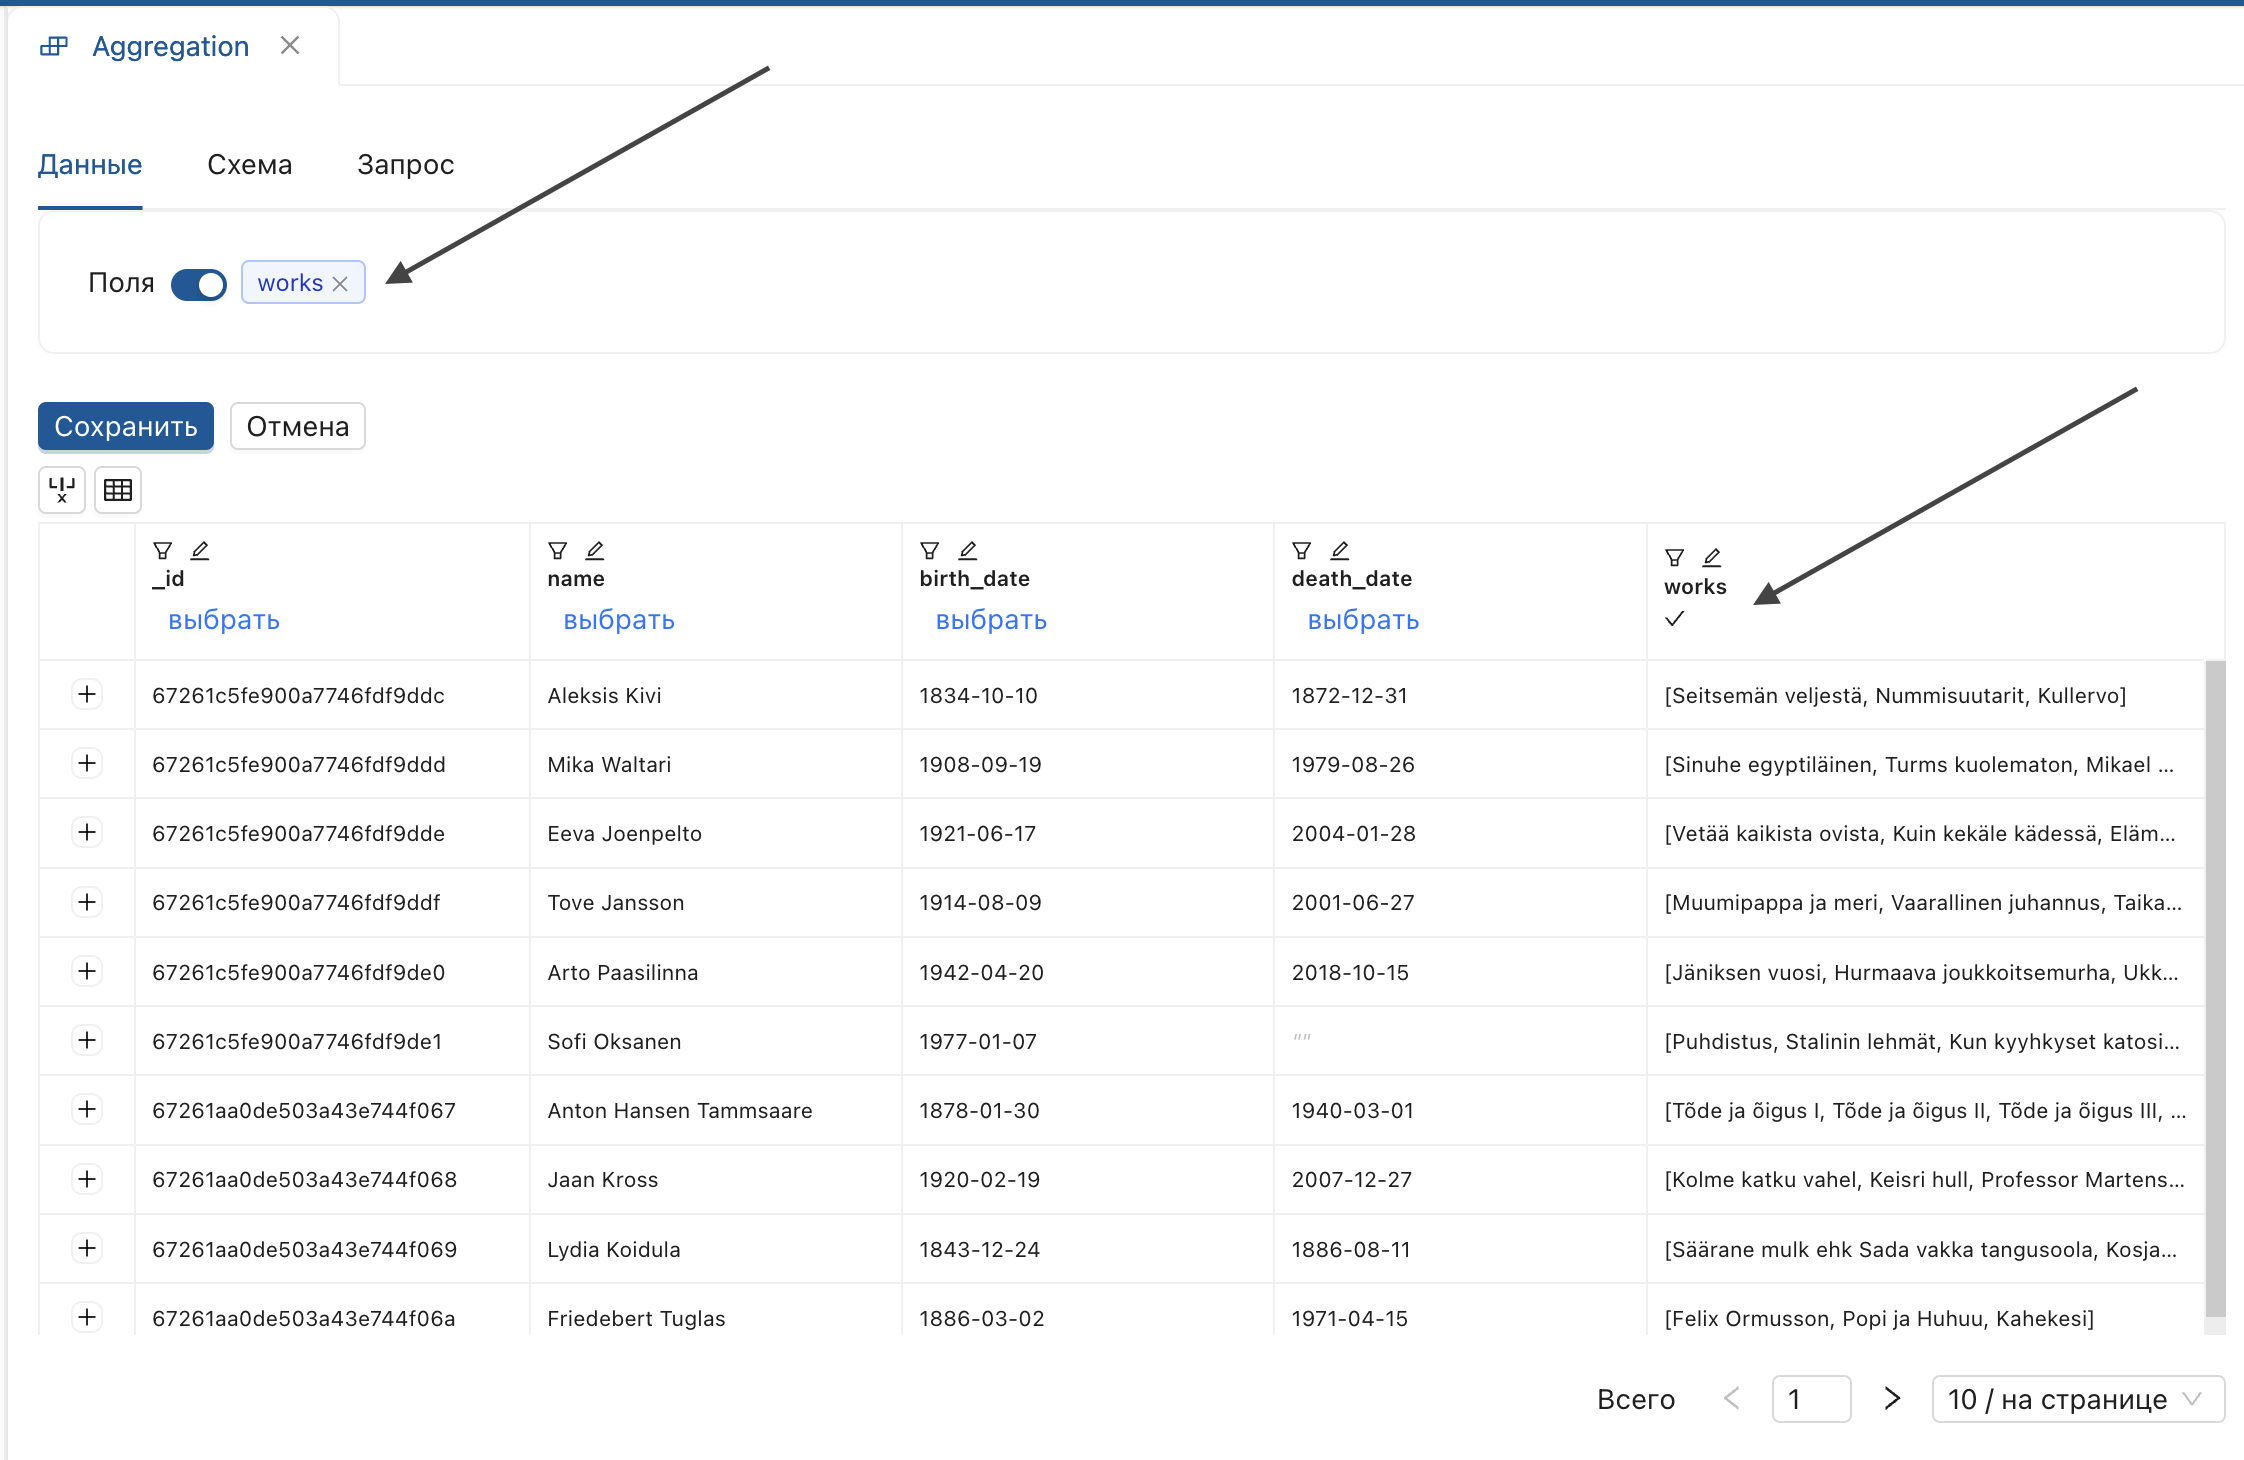 Aggregation
Данные Схема Запрос
Поля works
Сохранить Отмена
_id name birth_date death_date works
выбрать выбрать выбрать выбрать
67261c5fe900a7746fdf9ddc Aleksis Kivi 1834-10-10 1872-12-31 [Seitsemän veljestä, Nummisuutarit, Kullervo]
67261c5fe900a7746fdf9ddd Mika Waltari 1908-09-19 1979-08-26 [Sinuhe egyptiläinen, Turms kuolematon, Mikael ...
67261c5fe900a7746fdf9dde Eeva Joenpelto 1921-06-17 2004-01-28 [Vetää kaikista ovista, Kuin kekäle kädessä, Eläm...
67261c5fe900a7746fdf9ddf Tove Jansson 1914-08-09 2001-06-27 [Muumipappa ja meri, Vaarallinen juhannus, Taika...
67261c5fe900a7746fdf9de0 Arto Paasilinna 1942-04-20 2018-10-15 [Jäniksen vuosi, Hurmaava joukkoitsemurha, Ukk...
67261c5fe900a7746fdf9de1 Sofi Oksanen 1977-01-07 "" [Puhdistus, Stalinin lehmät, Kun kyyhkyset katosi...
67261aa0de503a43e744f067 Anton Hansen Tammsaare 1878-01-30 1940-03-01 [Tõde ja õigus I, Tõde ja õigus II, Tõde ja õigus III, ...
67261aa0de503a43e744f068 Jaan Kross 1920-02-19 2007-12-27 [Kolme katku vahel, Keisri hull, Professor Martens...
67261aa0de503a43e744f069 Lydia Koidula 1843-12-24 1886-08-11 [Säärane mulk ehk Sada vakka tangusoola, Kosja...
67261aa0de503a43e744f06a Friedebert Tuglas 1886-03-02 1971-04-15 [Felix Ormusson, Popi ja Huhuu, Kahekesi]
Всего 1 10 / на странице